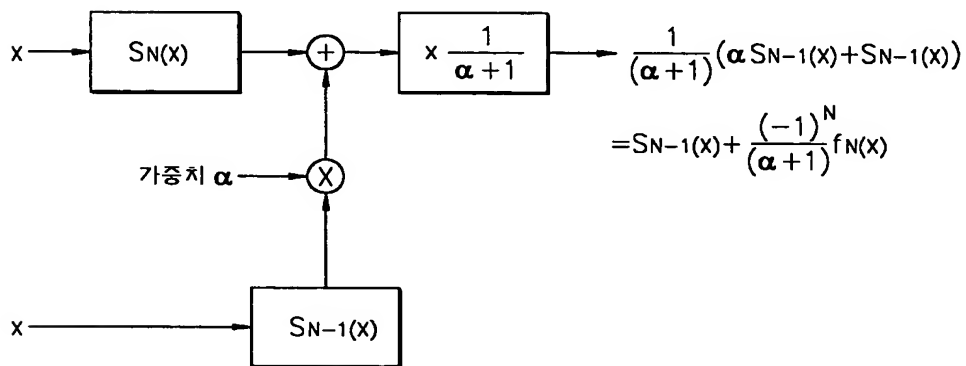 x
SN(x)
+
x 1/(α+1)
1/(α+1) (αSN-1(x)+SN-1(x))
=SN-1(x)+ (-1)^N/(α+1) fN(x)
가중치 α
X
x
SN-1(x)